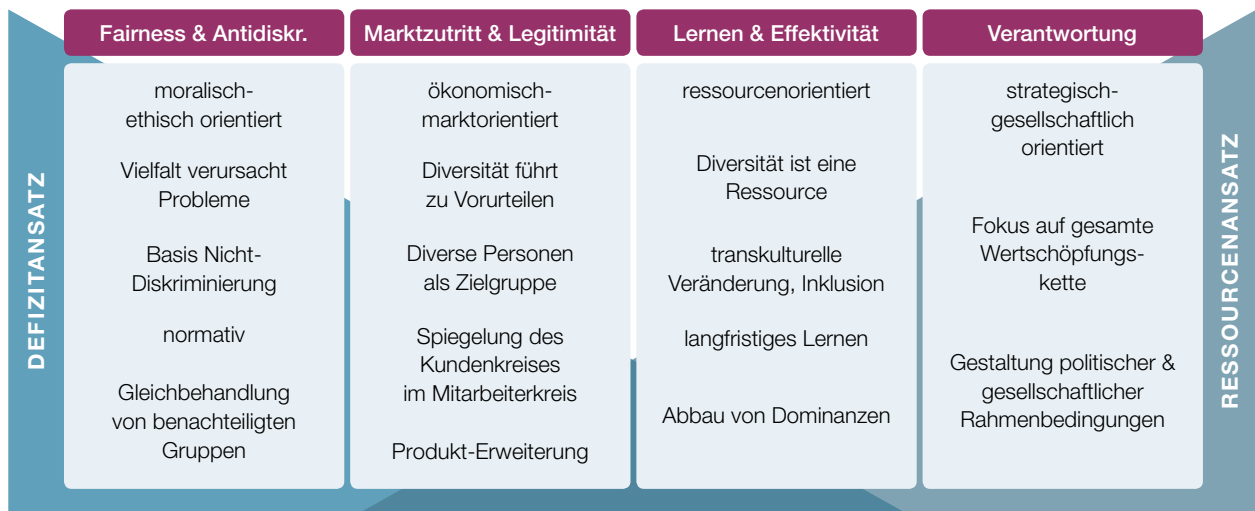 DEFIZITANSATZ
Fairness & Antidiskr.
moralisch-
ethisch orientiert
Vielfalt verursacht
Probleme
Basis Nicht-
Diskriminierung
normativ
Gleichbehandlung
von benachteiligten
Gruppen
Marktzutritt & Legitimität
ökonomisch-
marktorientiert
Diversität führt
zu Vorurteilen
Diverse Personen
als Zielgruppe
Spiegelung des
Kundenkreises
im Mitarbeiterkreis
Produkt-Erweiterung
Lernen & Effektivität
ressourcenorientiert
Diversität ist eine
Ressource
transkulturelle
Veränderung, Inklusion
langfristiges Lernen
Abbau von Dominanzen
Verantwortung
strategisch-
gesellschaftlich
orientiert
Fokus auf gesamte
Wertschöpfungs-
kette
Gestaltung politischer &
gesellschaftlicher
Rahmenbedingungen
RESSOURCENANSATZ